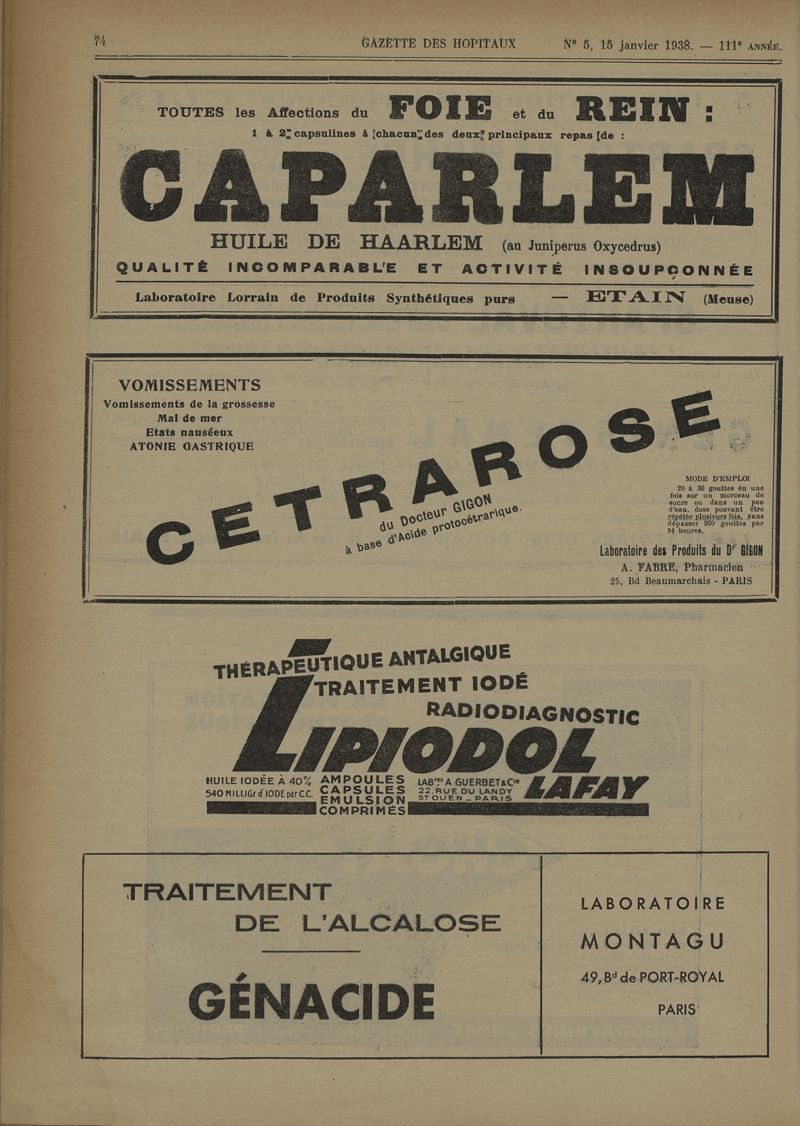 74 GAZETTE DES HOPITAUX N° 5, 15 janvier 1938. — 111e ANNÉE.
TOUTES les Affections du FOIE et du REIN :
1 à 2 capsulines à chacun des deux principaux repas de :
CAPARLEM
HUILE DE HAARLEM (au Juniperus Oxycedrus)
QUALITÉ INCOMPARABLE ET ACTIVITÉ INSOUPÇONNÉE
Laboratoire Lorrain de Produits Synthétiques purs — ETAIN (Meuse)
VOMISSEMENTS
Vomissements de la grossesse
Mal de mer
Etats nauséeux
ATONIE GASTRIQUE
CETRAROSE
du Docteur GIGON
à base d'Acide protocétrarique.
MODE D'EMPLOI
20 à 30 gouttes en une
fois sur un morceau de
sucre ou dans un peu
d'eau, dose pouvant être
répétée plusieurs fois, sans
dépasser 200 gouttes par
24 heures.
Laboratoire des Produits du Dr GIGON
A. FABRE, Pharmacien
25, Bd Beaumarchais - PARIS
THÉRAPEUTIQUE ANTALGIQUE
TRAITEMENT IODÉ
RADIODIAGNOSTIC
LIPIODOL
LAFAY
HUILE IODÉE À 40%
540 MILLIGr d'IODE par C.C.
AMPOULES
CAPSULES
EMULSION
COMPRIMÉS
LABres A GUERBET & Cie
22, RUE DU LANDY
St OUEN - PARIS
TRAITEMENT
DE L'ALCALOSE
GÉNACIDE
LABORATOIRE
MONTAGU
49, Bd de PORT-ROYAL
PARIS